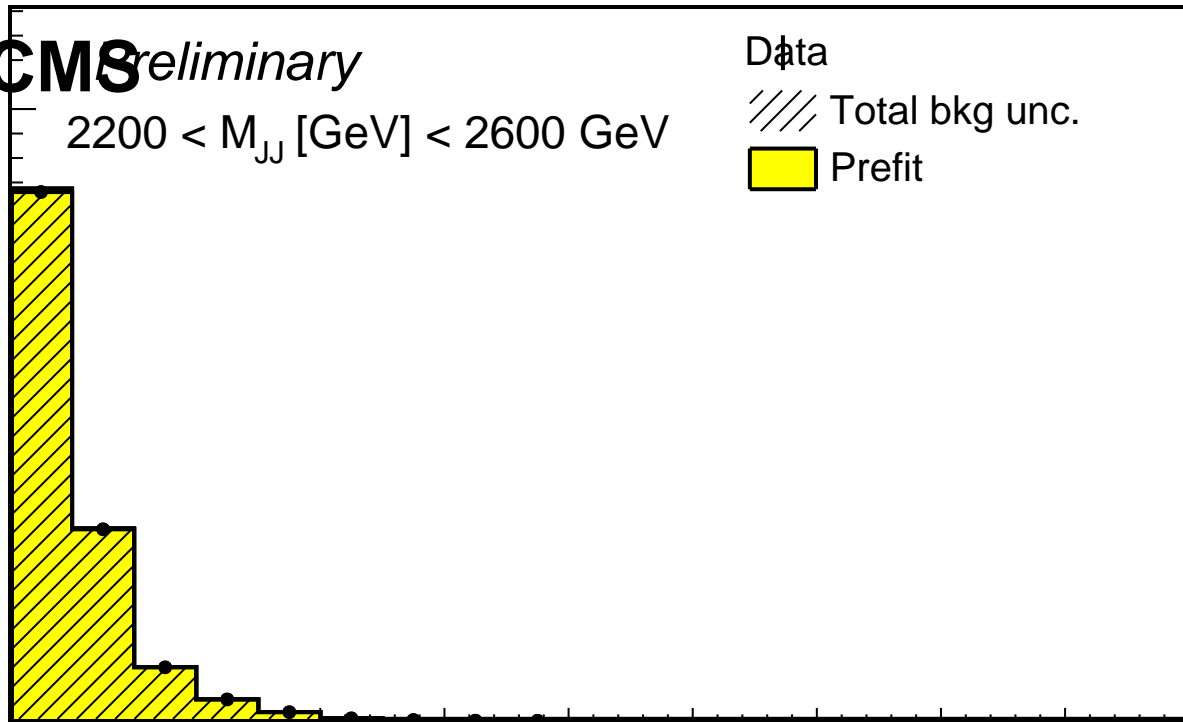 CMS Preliminary
2200 < M_JJ [GeV] < 2600 GeV
Data
Total bkg unc.
Prefit